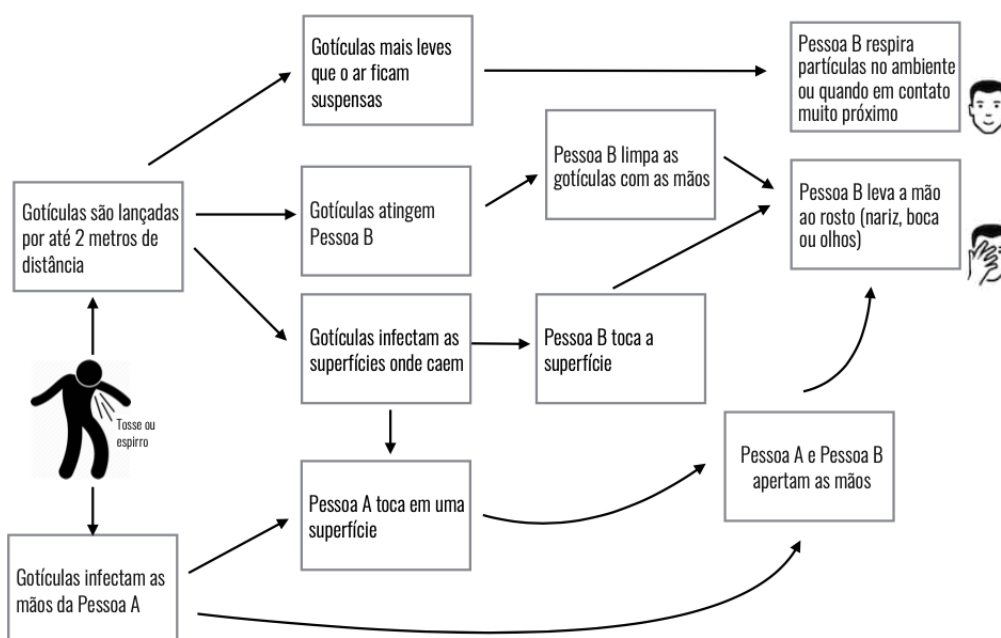 Gotículas mais leves
que o ar ficam
suspensas
Pessoa B respira
partículas no ambiente
ou quando em contato
muito próximo
Pessoa B limpa as
gotículas com as mãos
Gotículas são lançadas
por até 2 metros de
distância
Gotículas atingem
Pessoa B
Pessoa B leva a mão
ao rosto (nariz, boca
ou olhos)
Gotículas infectam as
superfícies onde caem
Pessoa B toca a
superfície
Tosse ou
espirro
Pessoa A toca em uma
superfície
Pessoa A e Pessoa B
apertam as mãos
Gotículas infectam as
mãos da Pessoa A